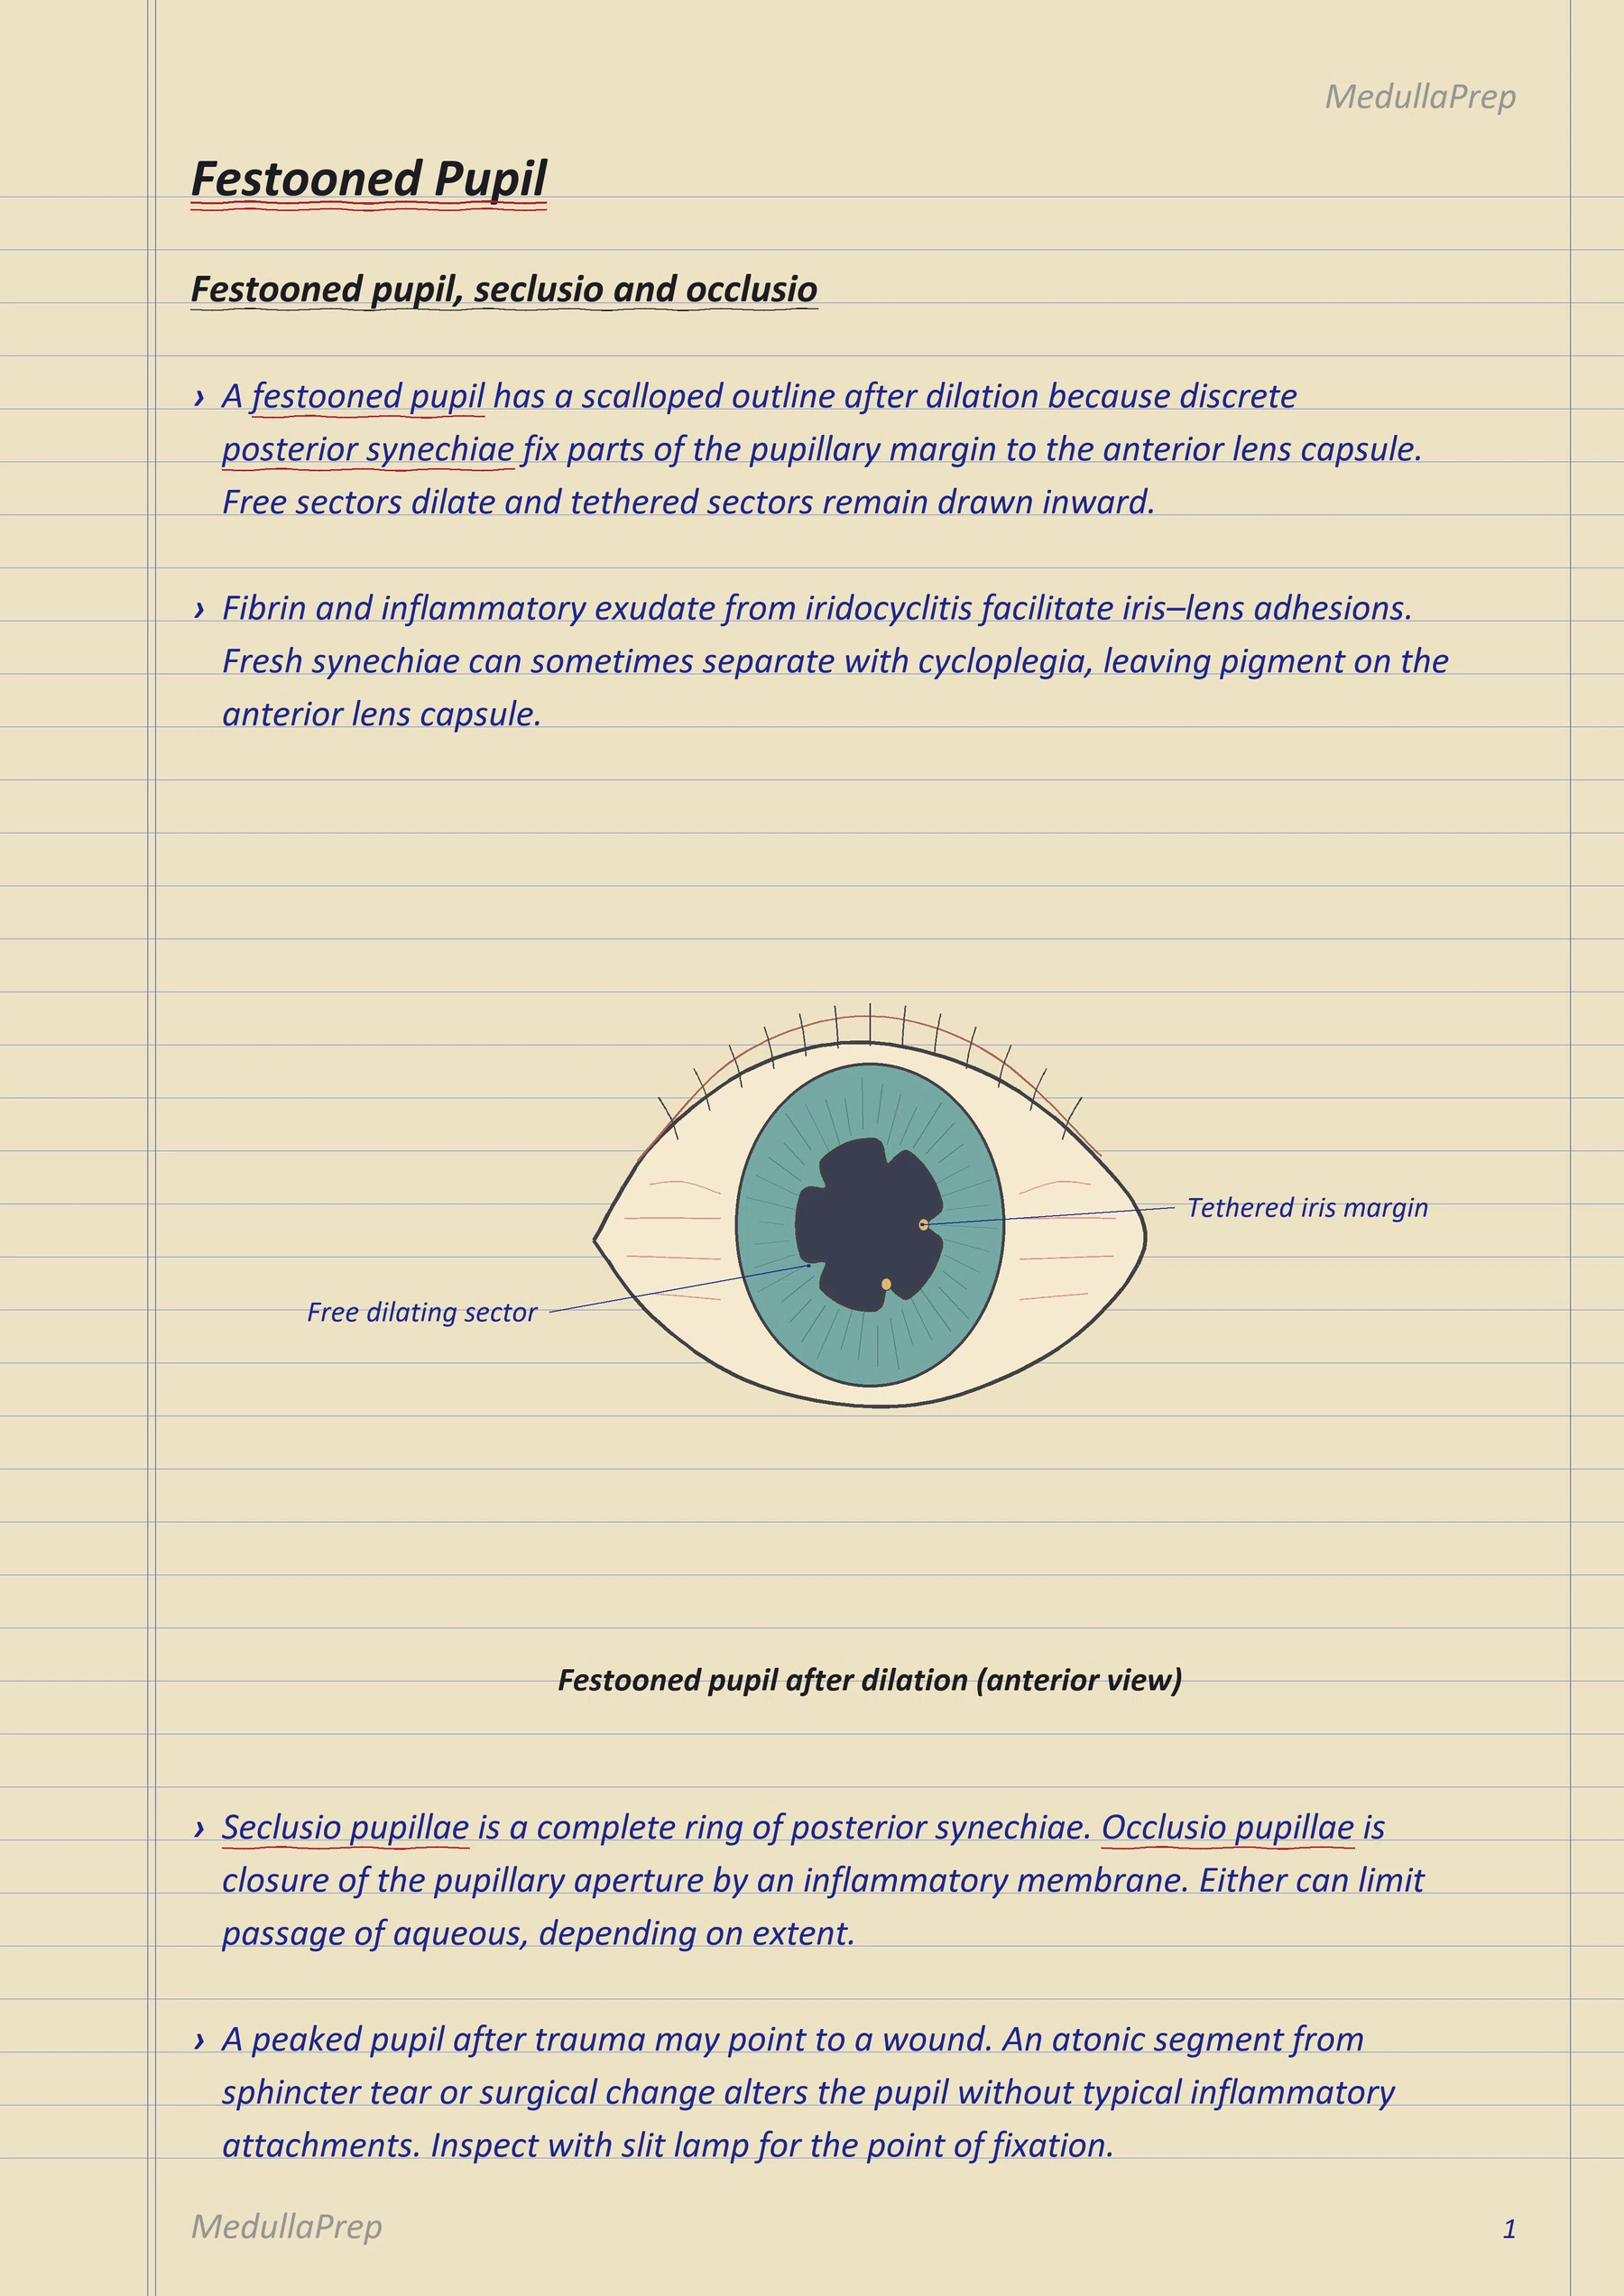 MedullaPrep
Festooned Pupil
Festooned pupil, seclusio and occlusio
› A festooned pupil has a scalloped outline after dilation because discrete
posterior synechiae fix parts of the pupillary margin to the anterior lens capsule.
Free sectors dilate and tethered sectors remain drawn inward.
› Fibrin and inflammatory exudate from iridocyclitis facilitate iris–lens adhesions.
Fresh synechiae can sometimes separate with cycloplegia, leaving pigment on the
anterior lens capsule.
Tethered iris margin
Free dilating sector
Festooned pupil after dilation (anterior view)
› Seclusio pupillae is a complete ring of posterior synechiae. Occlusio pupillae is
closure of the pupillary aperture by an inflammatory membrane. Either can limit
passage of aqueous, depending on extent.
› A peaked pupil after trauma may point to a wound. An atonic segment from
sphincter tear or surgical change alters the pupil without typical inflammatory
attachments. Inspect with slit lamp for the point of fixation.
MedullaPrep
1